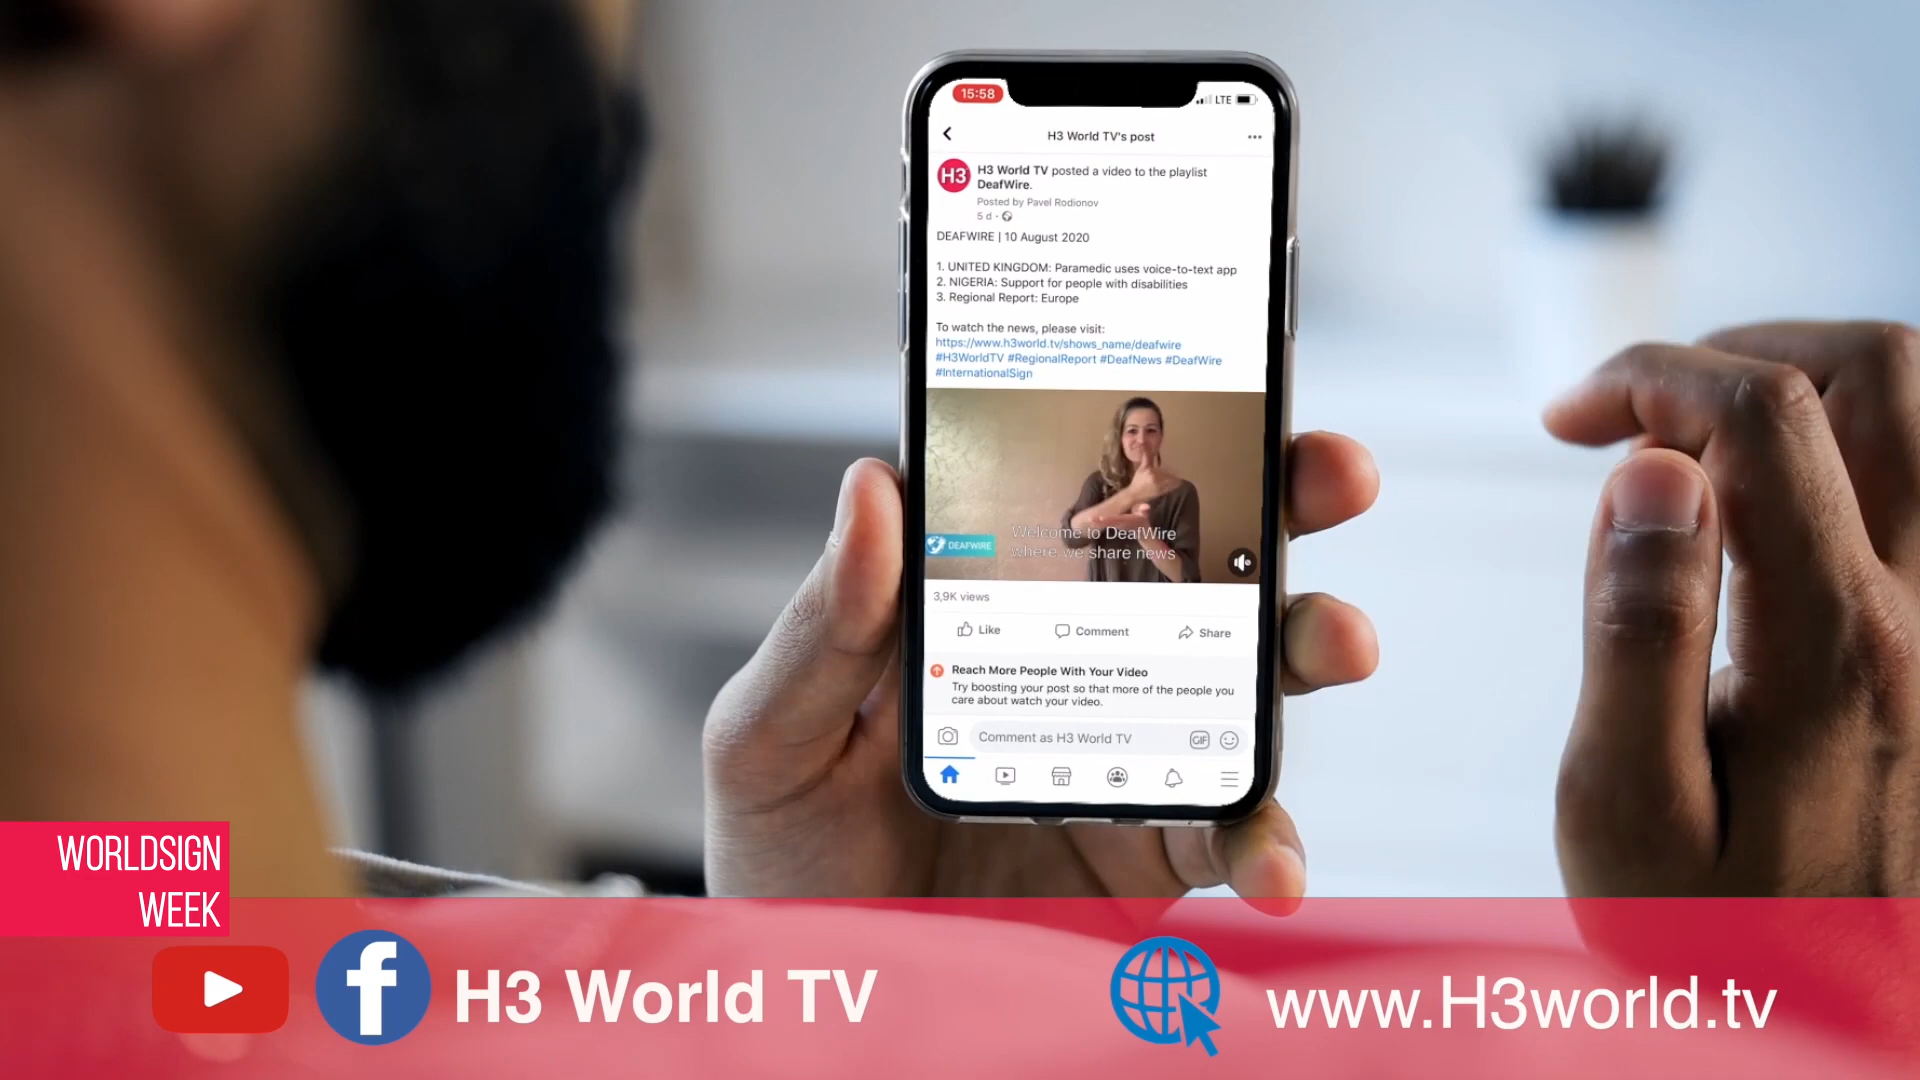 15:58
LTE
H3 World TV's post
H3
H3 World TV posted a video to the playlist
DeafWire.
Posted by Pavel Rodionov
5 d ·
DEAFWIRE | 10 August 2020
1. UNITED KINGDOM: Paramedic uses voice-to-text app
2. NIGERIA: Support for people with disabilities
3. Regional Report: Europe
To watch the news, please visit:
https://www.h3world.tv/shows_name/deafwire
#H3WorldTV #RegionalReport #DeafNews #DeafWire
#InternationalSign
Welcome to DeafWire
where we share news
DEAFWIRE
3,9K views
Like
Comment
Share
Reach More People With Your Video
Try boosting your post so that more of the people you
care about watch your video.
Comment as H3 World TV
GIF
WORLDSIGN
WEEK
f
H3 World TV
www.H3world.tv